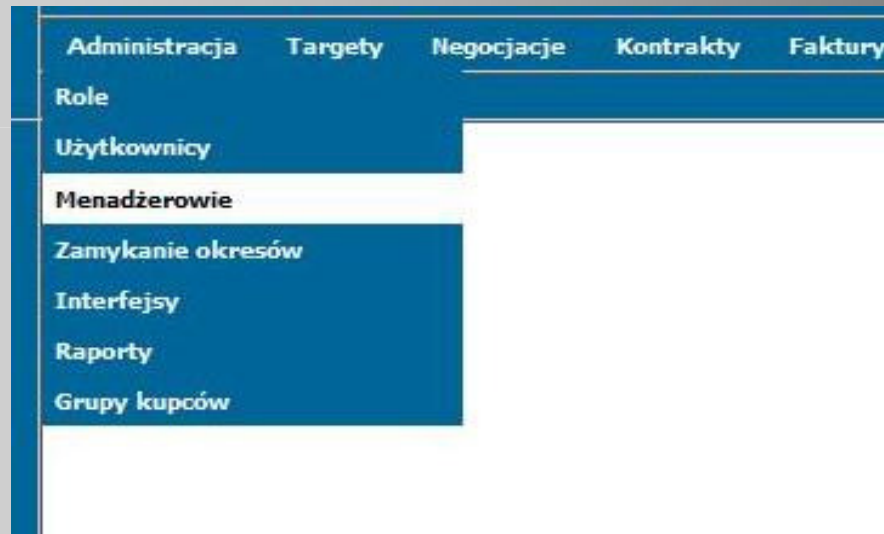 Administracja Targety Negocjacje Kontrakty Faktury
Role
Użytkownicy
Menadżerowie
Zamykanie okresów
Interfejsy
Raporty
Grupy kupców